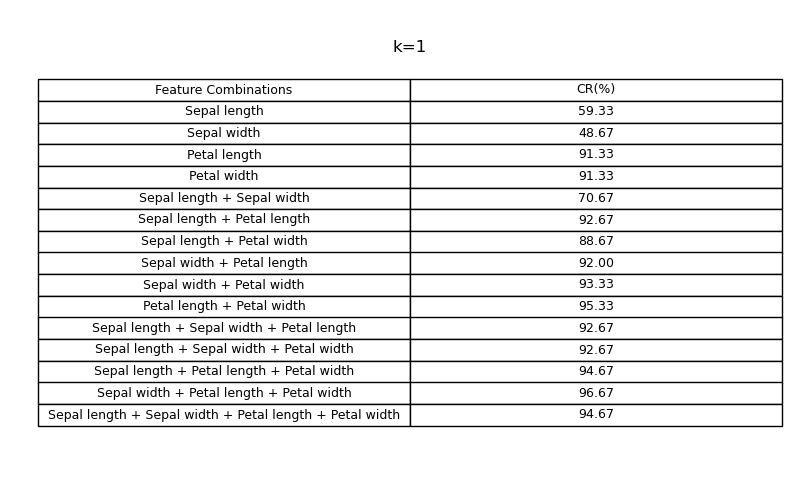 k=1
Feature Combinations CR(%)
Sepal length 59.33
Sepal width 48.67
Petal length 91.33
Petal width 91.33
Sepal length + Sepal width 70.67
Sepal length + Petal length 92.67
Sepal length + Petal width 88.67
Sepal width + Petal length 92.00
Sepal width + Petal width 93.33
Petal length + Petal width 95.33
Sepal length + Sepal width + Petal length 92.67
Sepal length + Sepal width + Petal width 92.67
Sepal length + Petal length + Petal width 94.67
Sepal width + Petal length + Petal width 96.67
Sepal length + Sepal width + Petal length + Petal width 94.67